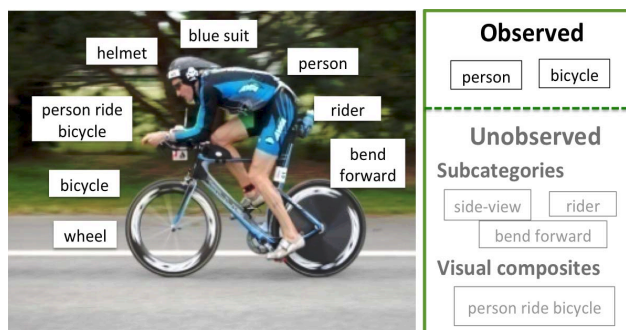 blue suit
helmet
person
person ride
bicycle
rider
bend
forward
bicycle
wheel
Observed
person bicycle
Unobserved
Subcategories
side-view rider
bend forward
Visual composites
person ride bicycle